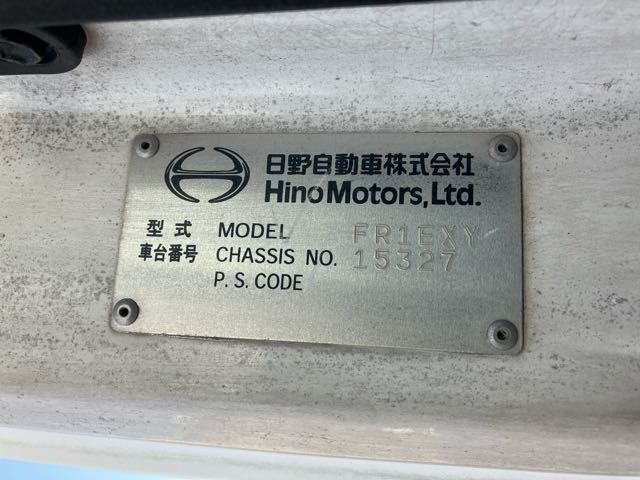 日野自動車株式会社
Hino Motors, Ltd.
型式 MODEL FR1EXY
車台番号 CHASSIS NO. 15327
P. S. CODE